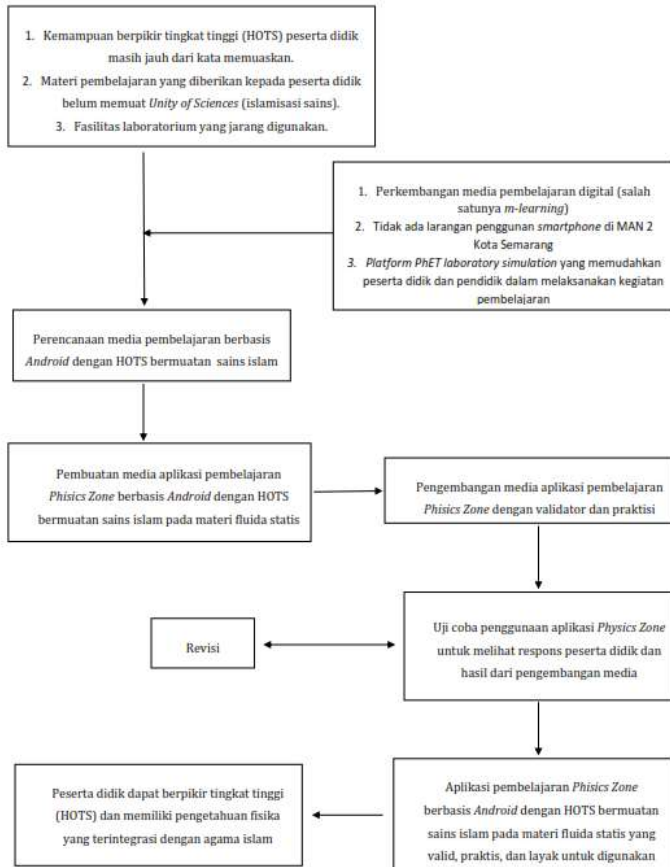 1. Kemampuan berpikir tingkat tinggi (HOTS) peserta didik
masih jauh dari kata memuaskan.
2. Materi pembelajaran yang diberikan kepada peserta didik
belum memuat Unity of Sciences (islamisasi sains).
3. Fasilitas laboratorium yang jarang digunakan.
1. Perkembangan media pembelajaran digital (salah
satunya m-learning)
2. Tidak ada larangan penggunan smartphone di MAN 2
Kota Semarang
3. Platform PhET laboratory simulation yang memudahkan
peserta didik dan pendidik dalam melaksanakan kegiatan
pembelajaran
Perencanaan media pembelajaran berbasis
Android dengan HOTS bermuatan sains islam
Pembuatan media aplikasi pembelajaran
Phisics Zone berbasis Android dengan HOTS
bermuatan sains islam pada materi fluida statis
Pengembangan media aplikasi pembelajaran
Phisics Zone dengan validator dan praktisi
Uji coba penggunaan aplikasi Physics Zone
untuk melihat respons peserta didik dan
hasil dari pengembangan media
Revisi
Aplikasi pembelajaran Phisics Zone
berbasis Android dengan HOTS bermuatan
sains islam pada materi fluida statis yang
valid, praktis, dan layak untuk digunakan
Peserta didik dapat berpikir tingkat tinggi
(HOTS) dan memiliki pengetahuan fisika
yang terintegrasi dengan agama islam